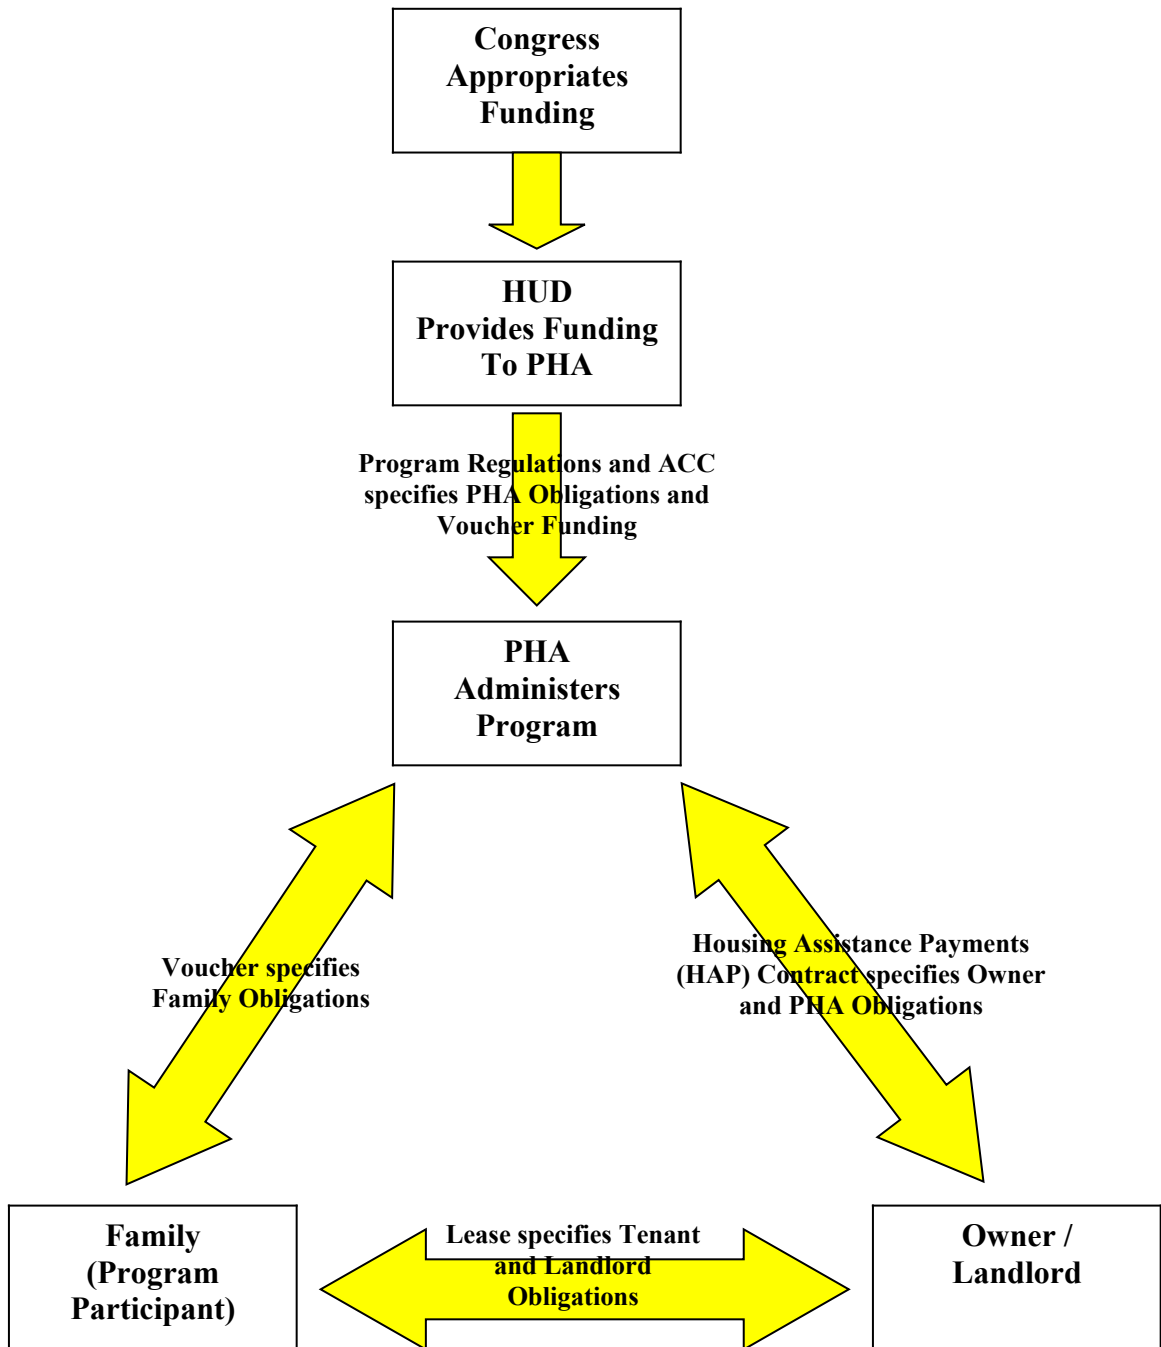 Congress
Appropriates
Funding
HUD
Provides Funding
To PHA
Program Regulations and ACC
specifies PHA Obligations and
Voucher Funding
PHA
Administers
Program
Voucher specifies
Family Obligations
Housing Assistance Payments
(HAP) Contract specifies Owner
and PHA Obligations
Family
(Program
Participant)
Lease specifies Tenant
and Landlord
Obligations
Owner /
Landlord